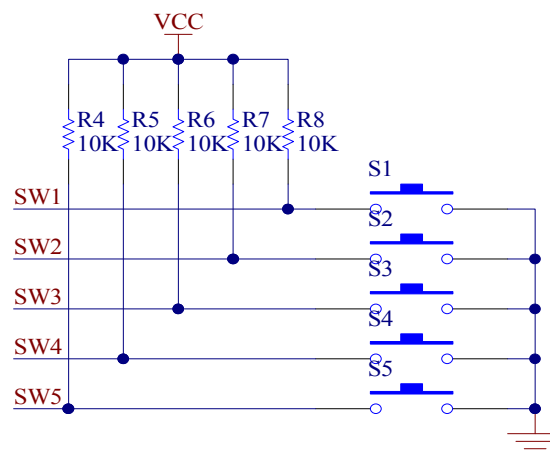 VCC
R4 R5 R6 R7 R8
10K 10K 10K 10K 10K
S1
SW1
S2
SW2
S3
SW3
S4
SW4
S5
SW5